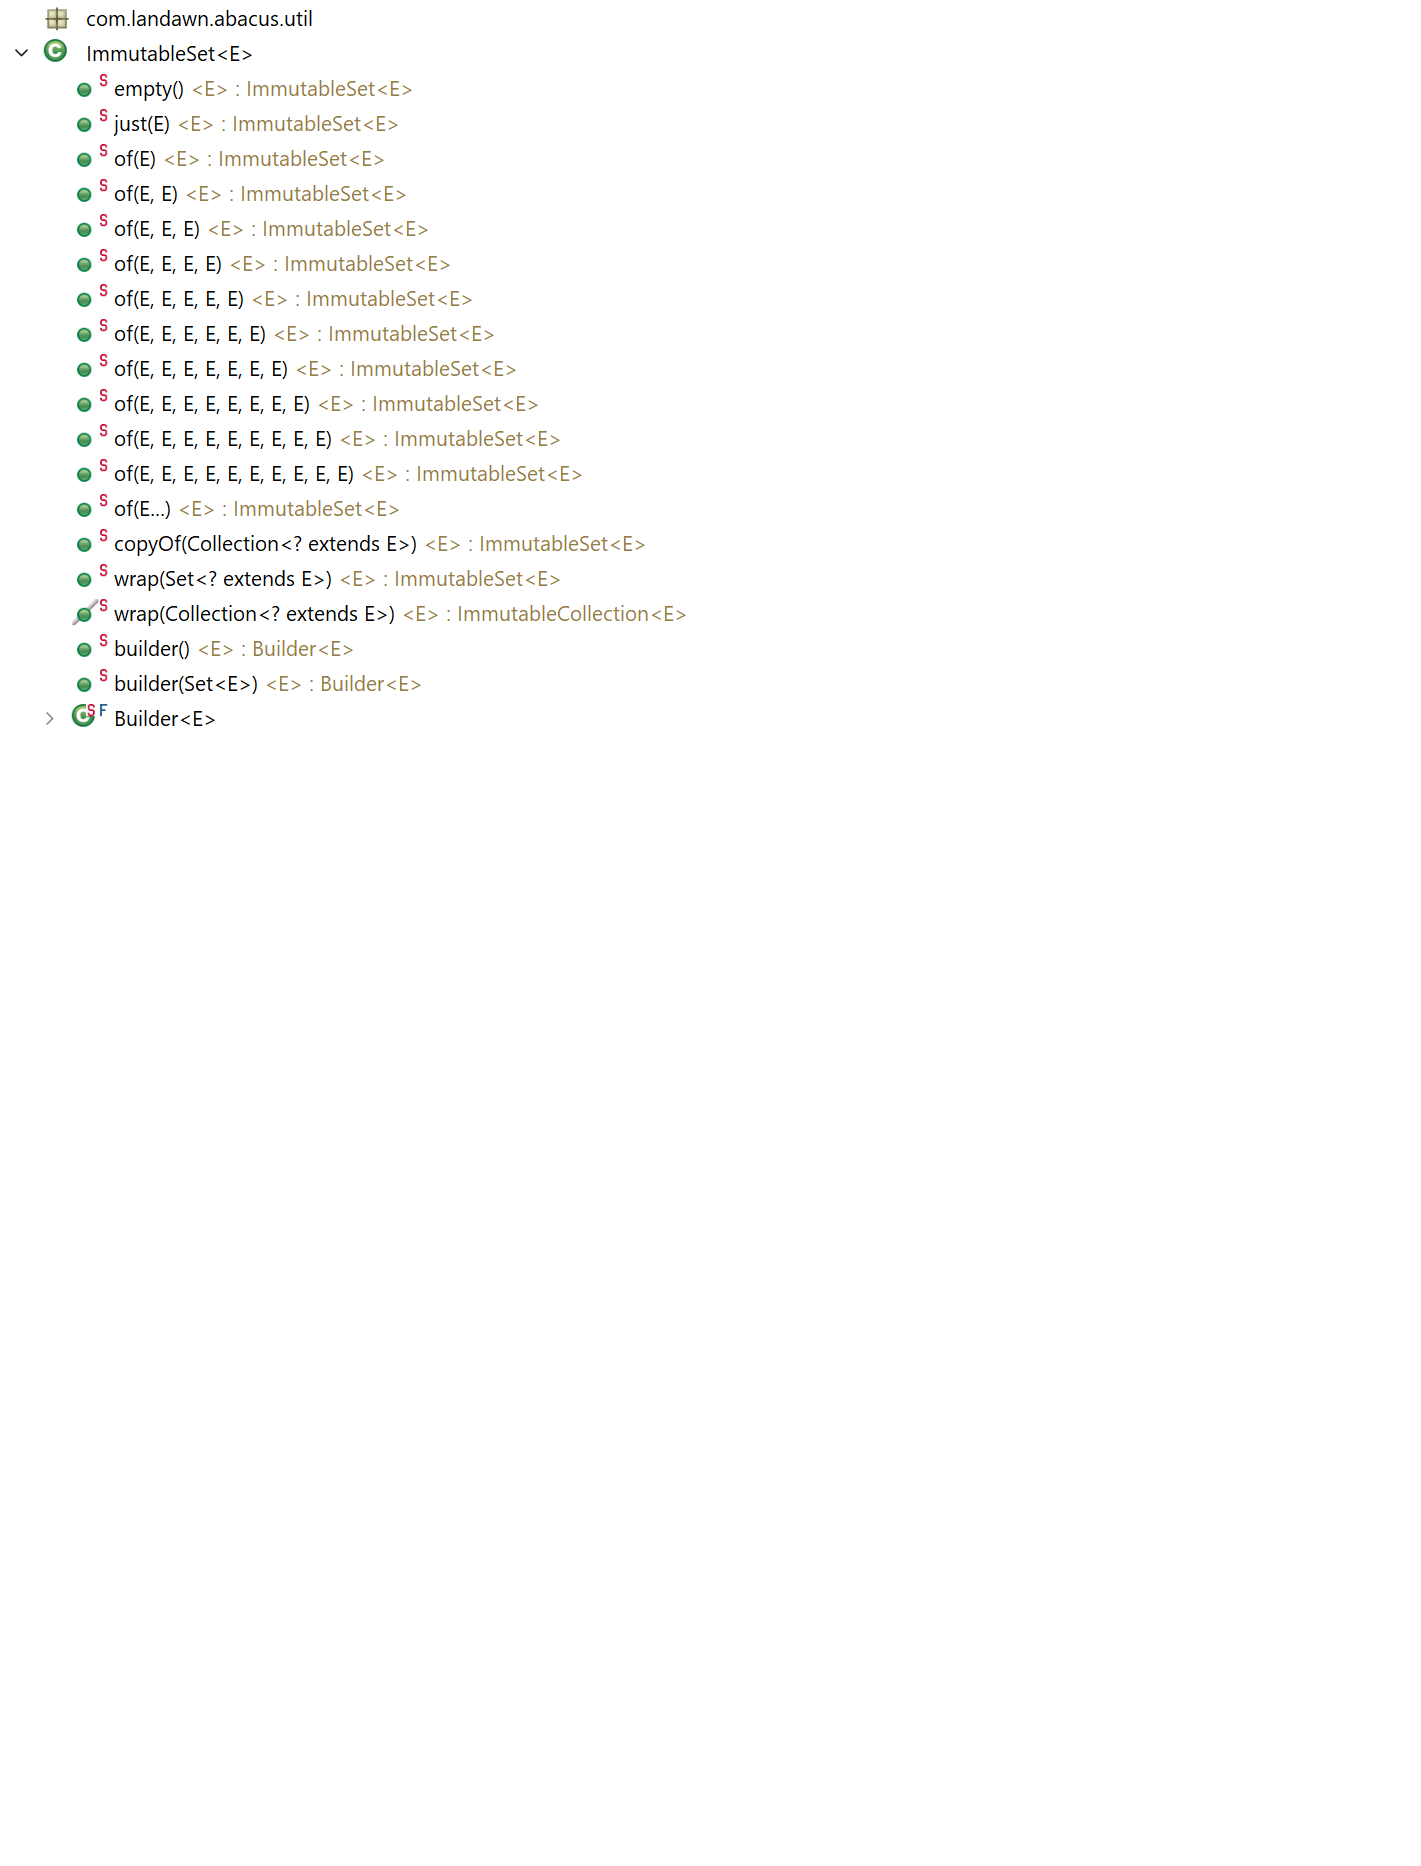 com.landawn.abacus.util
ImmutableSet<E>
S empty() <E> : ImmutableSet<E>
S just(E) <E> : ImmutableSet<E>
S of(E) <E> : ImmutableSet<E>
S of(E, E) <E> : ImmutableSet<E>
S of(E, E, E) <E> : ImmutableSet<E>
S of(E, E, E, E) <E> : ImmutableSet<E>
S of(E, E, E, E, E) <E> : ImmutableSet<E>
S of(E, E, E, E, E, E) <E> : ImmutableSet<E>
S of(E, E, E, E, E, E, E) <E> : ImmutableSet<E>
S of(E, E, E, E, E, E, E, E) <E> : ImmutableSet<E>
S of(E, E, E, E, E, E, E, E, E) <E> : ImmutableSet<E>
S of(E, E, E, E, E, E, E, E, E, E) <E> : ImmutableSet<E>
S of(E...) <E> : ImmutableSet<E>
S copyOf(Collection<? extends E>) <E> : ImmutableSet<E>
S wrap(Set<? extends E>) <E> : ImmutableSet<E>
S wrap(Collection<? extends E>) <E> : ImmutableCollection<E>
S builder() <E> : Builder<E>
S builder(Set<E>) <E> : Builder<E>
S F Builder<E>